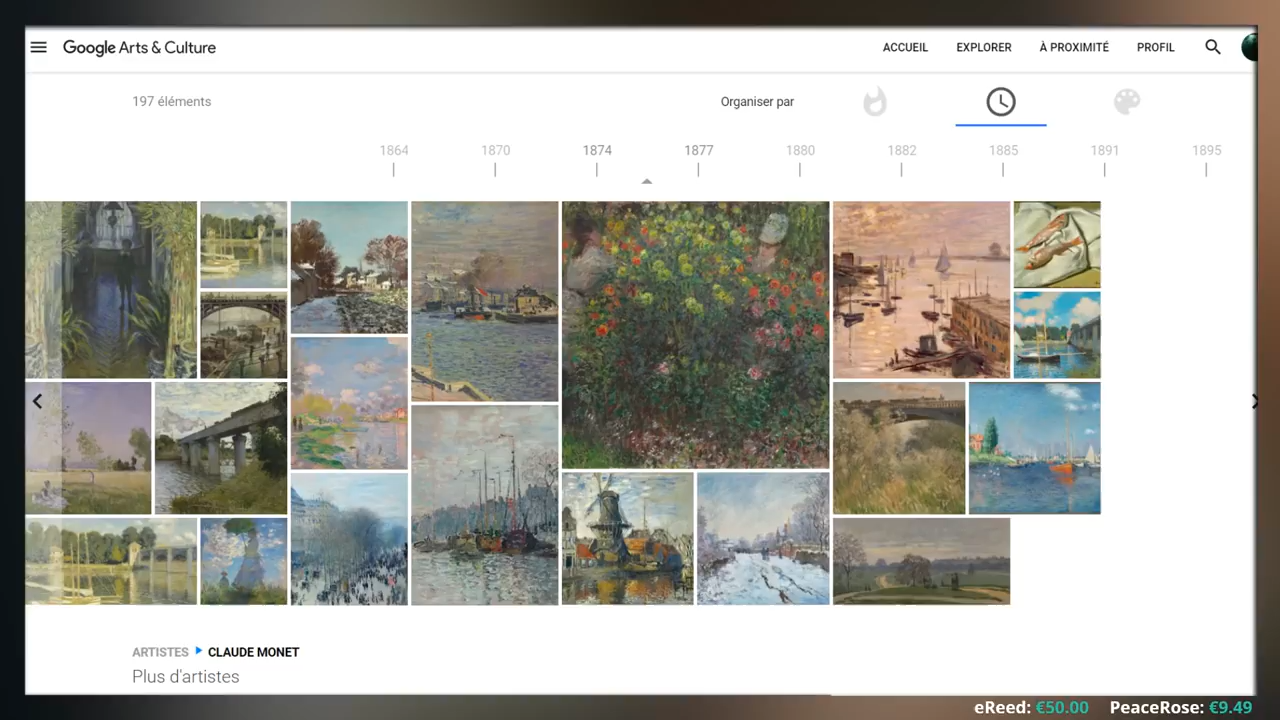 Google Arts & Culture
ACCUEIL EXPLORER À PROXIMITÉ PROFIL
197 éléments
Organiser par
1864 1870 1874 1877 1880 1882 1885 1891 1895
ARTISTES CLAUDE MONET
Plus d'artistes
eReed: €50.00 PeaceRose: €9.49